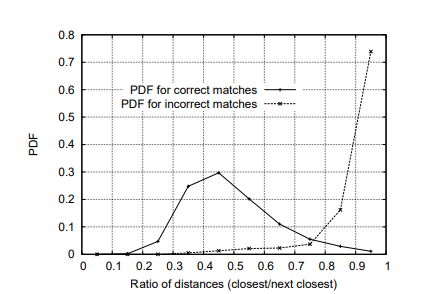 0.8
0.7
0.6
0.5
0.4
0.3
0.2
0.1
0
PDF
PDF for correct matches
PDF for incorrect matches
0 0.1 0.2 0.3 0.4 0.5 0.6 0.7 0.8 0.9 1
Ratio of distances (closest/next closest)